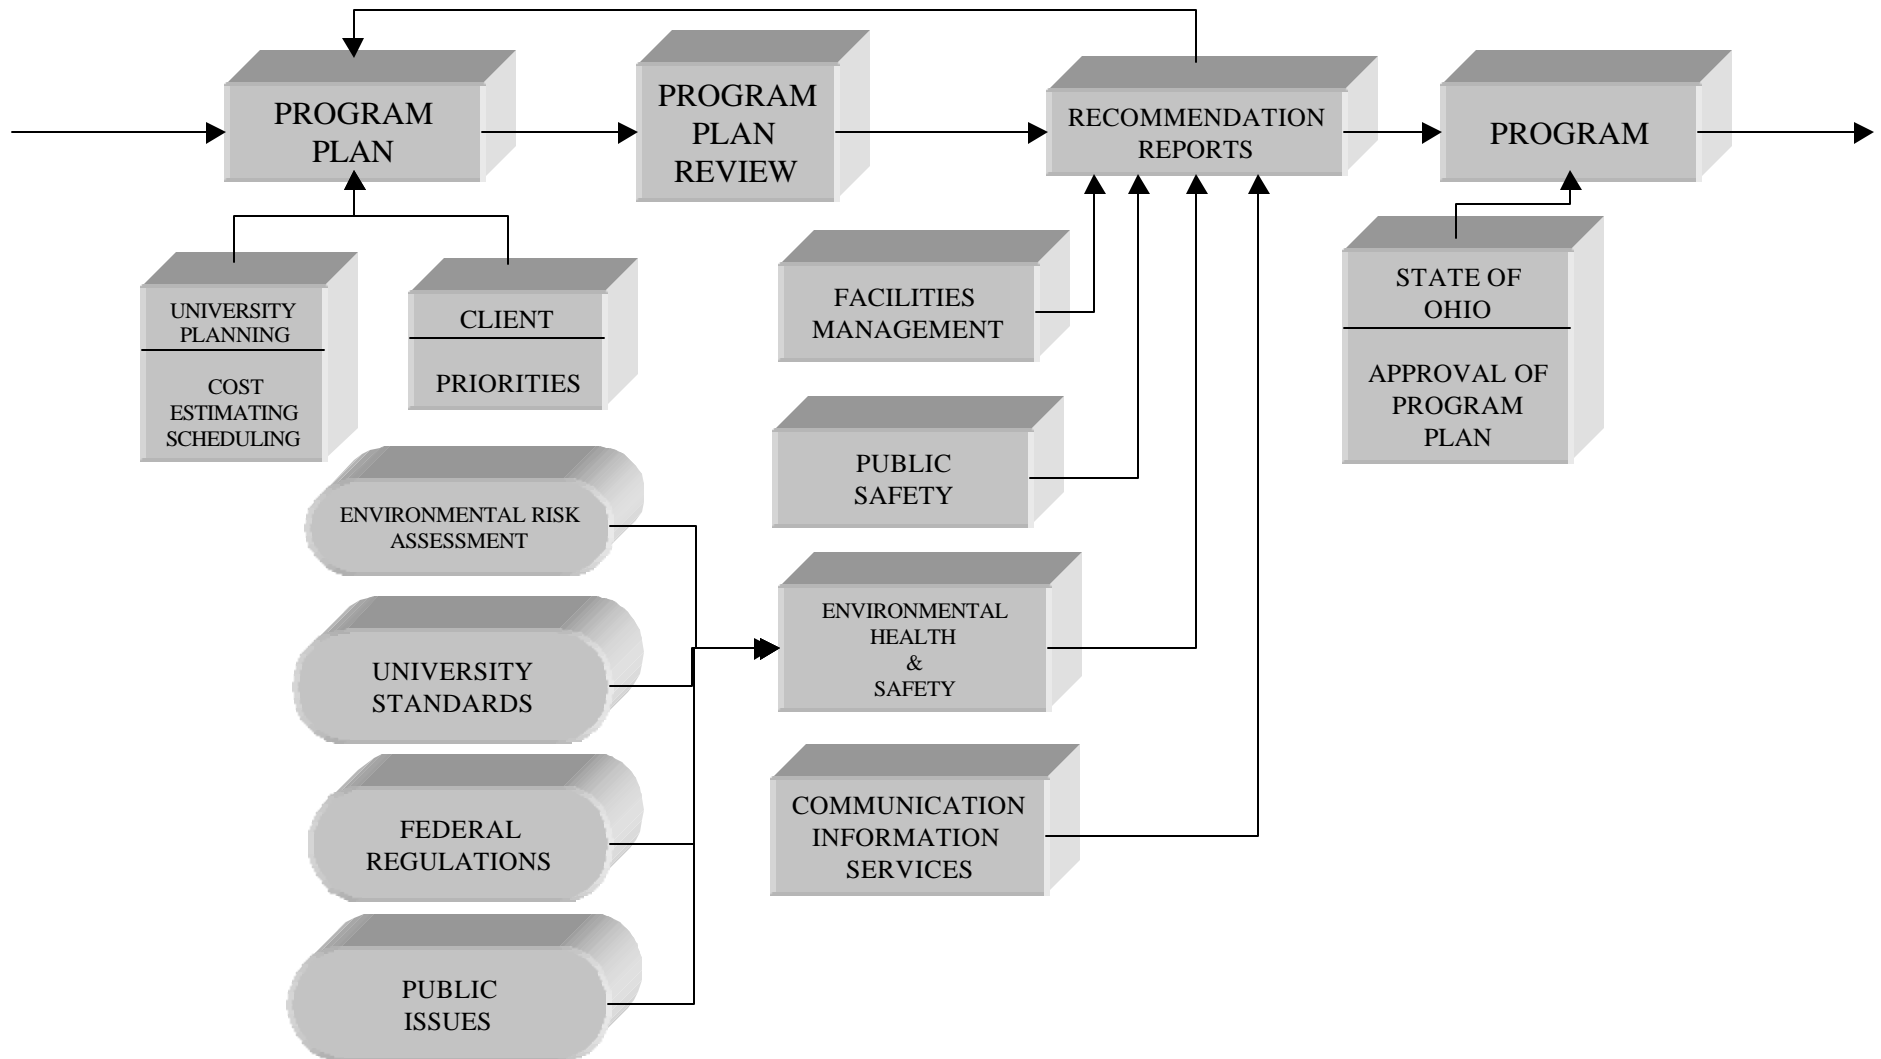 PROGRAM
PLAN
PROGRAM
PLAN
REVIEW
RECOMMENDATION
REPORTS
PROGRAM
UNIVERSITY
PLANNING
COST
ESTIMATING
SCHEDULING
CLIENT
PRIORITIES
FACILITIES
MANAGEMENT
STATE OF
OHIO
APPROVAL OF
PROGRAM
PLAN
PUBLIC
SAFETY
ENVIRONMENTAL RISK
ASSESSMENT
UNIVERSITY
STANDARDS
ENVIRONMENTAL
HEALTH
&
SAFETY
FEDERAL
REGULATIONS
COMMUNICATION
INFORMATION
SERVICES
PUBLIC
ISSUES